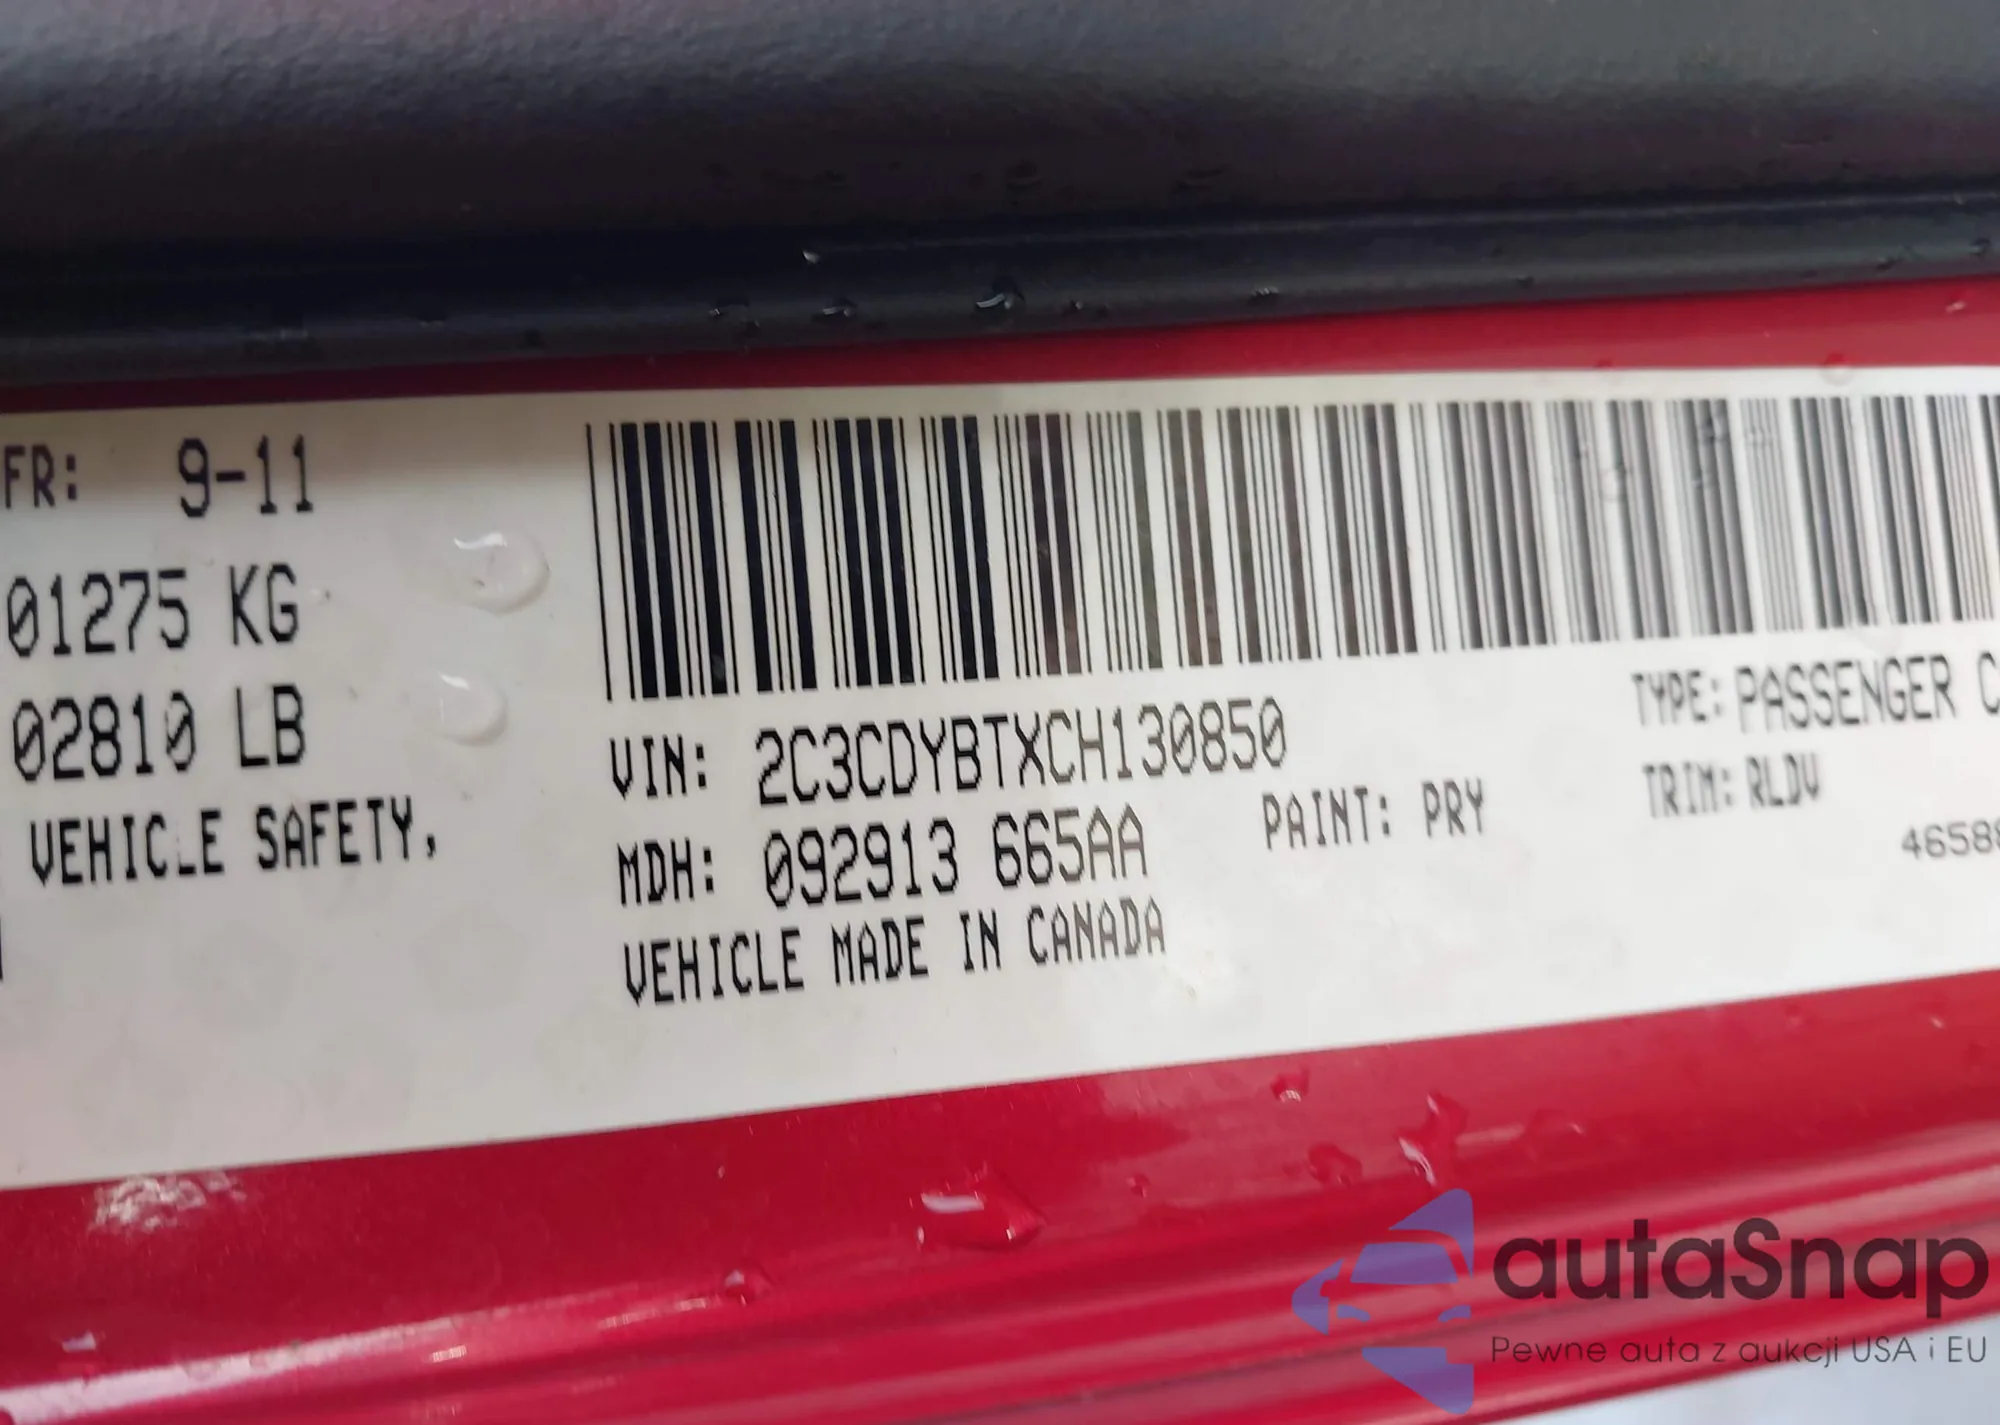 FR: 9-11
01275 KG
02810 LB
VEHICLE SAFETY,
VIN: 2C3CDYBTXCH130850
MDH: 092913 665AA
PAINT: PRY
VEHICLE MADE IN CANADA
TYPE: PASSENGER C
TRIM: RLDV
4658
autaSnap
Pewne auta z aukcji USA i EU